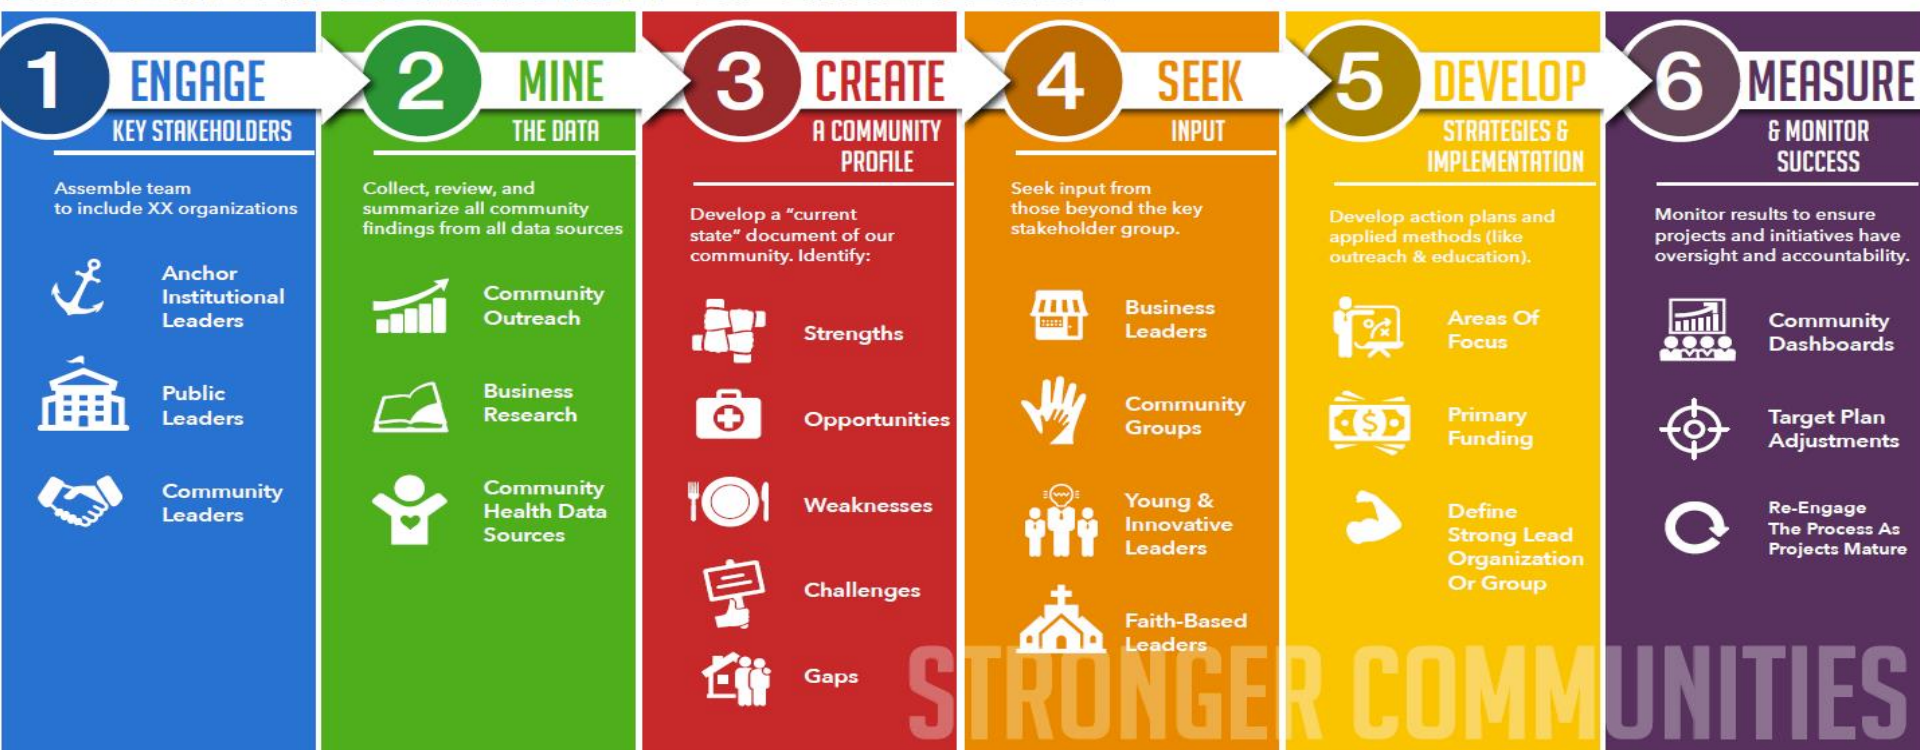 1
ENGAGE
KEY STAKEHOLDERS
Assemble team
to include XX organizations
Anchor
Institutional
Leaders
Public
Leaders
Community
Leaders
2
MINE
THE DATA
Collect, review, and
summarize all community
findings from all data sources
Community
Outreach
Business
Research
Community
Health Data
Sources
3
CREATE
A COMMUNITY
PROFILE
Develop a "current
state" document of our
community. Identify:
Strengths
Opportunities
Weaknesses
Challenges
Gaps
4
SEEK
INPUT
Seek input from
those beyond the key
stakeholder group.
Business
Leaders
Community
Groups
Young &
Innovative
Leaders
Faith-Based
Leaders
5
DEVELOP
STRATEGIES &
IMPLEMENTATION
Develop action plans and
applied methods (like
outreach & education).
Areas Of
Focus
Primary
Funding
Define
Strong Lead
Organization
Or Group
6
MEASURE
& MONITOR
SUCCESS
Monitor results to ensure
projects and initiatives have
oversight and accountability.
Community
Dashboards
Target Plan
Adjustments
Re-Engage
The Process As
Projects Mature
STRONGER COMMUNITIES